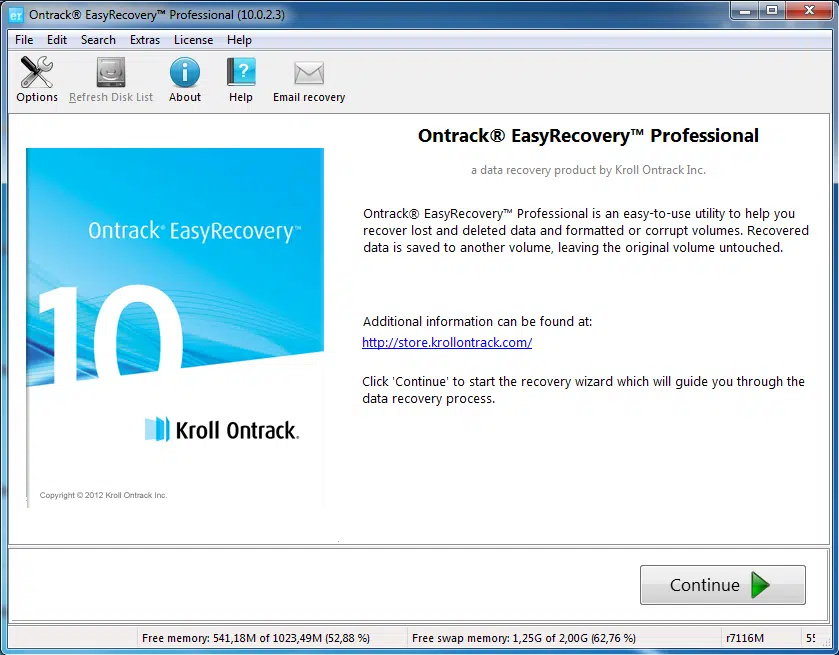 Ontrack® EasyRecovery™ Professional (10.0.2.3)
File Edit Search Extras License Help
Options Refresh Disk List About Help Email recovery
Ontrack® EasyRecovery™ Professional
a data recovery product by Kroll Ontrack Inc.
Ontrack® EasyRecovery™
10
Kroll Ontrack.
Copyright © 2012 Kroll Ontrack Inc.
Ontrack® EasyRecovery™ Professional is an easy-to-use utility to help you
recover lost and deleted data and formatted or corrupt volumes. Recovered
data is saved to another volume, leaving the original volume untouched.
Additional information can be found at:
http://store.krollontrack.com/
Click 'Continue' to start the recovery wizard which will guide you through the
data recovery process.
Continue
Free memory: 541,18M of 1023,49M (52,88 %) Free swap memory: 1,25G of 2,00G (62,76 %) r7116M